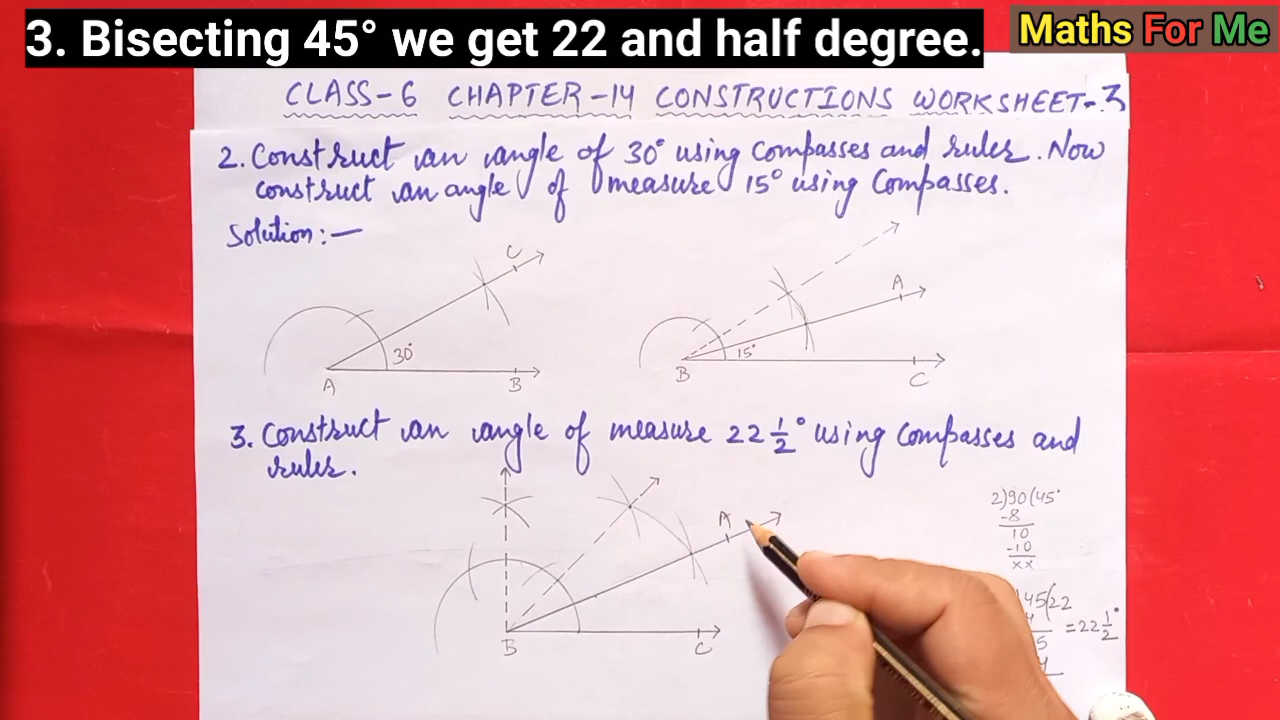 3. Bisecting 45° we get 22 and half degree.
Maths For Me
CLASS-6 CHAPTER-14 CONSTRUCTIONS WORKSHEET-3
2. Construct an angle of 30° using Compasses and ruler. Now
construct an angle of measure 15° using Compasses.
Solution:—
C
30°
A
B
A
15°
B
C
3. Construct an angle of measure 22 1/2° using Compasses and
ruler.
A
B
C
2)90(45°
-8
10
-10
xx
45(22
5
=22 1/2°